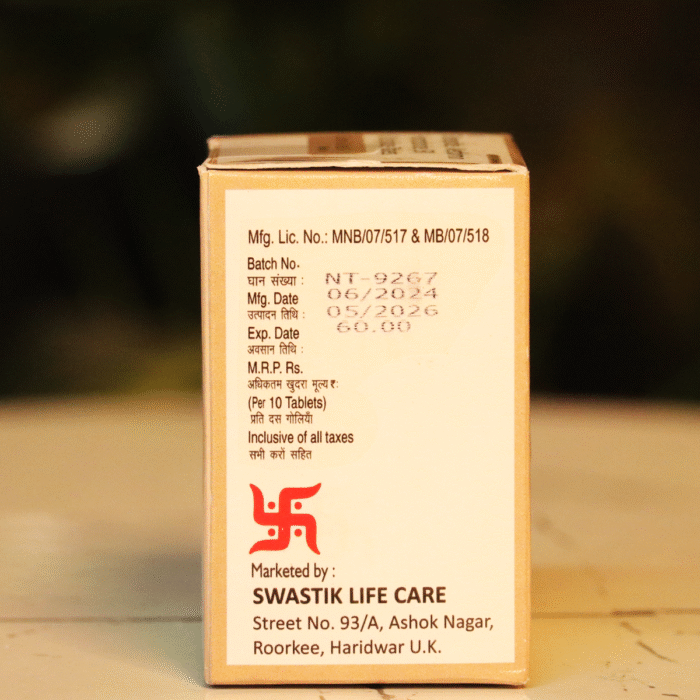 Mfg. Lic. No.: MNB/07/517 & MB/07/518
Batch No.
घान संख्या :
NT-9267
Mfg. Date
06/2024
उत्पादन तिथि :
05/2026
Exp. Date
60.00
अवसान तिथि :
M.R.P. Rs.
अधिकतम खुदरा मूल्य ₹:
(Per 10 Tablets)
प्रति दस गोलियाँ
Inclusive of all taxes
सभी करों सहित
Marketed by :
SWASTIK LIFE CARE
Street No. 93/A, Ashok Nagar,
Roorkee, Haridwar U.K.